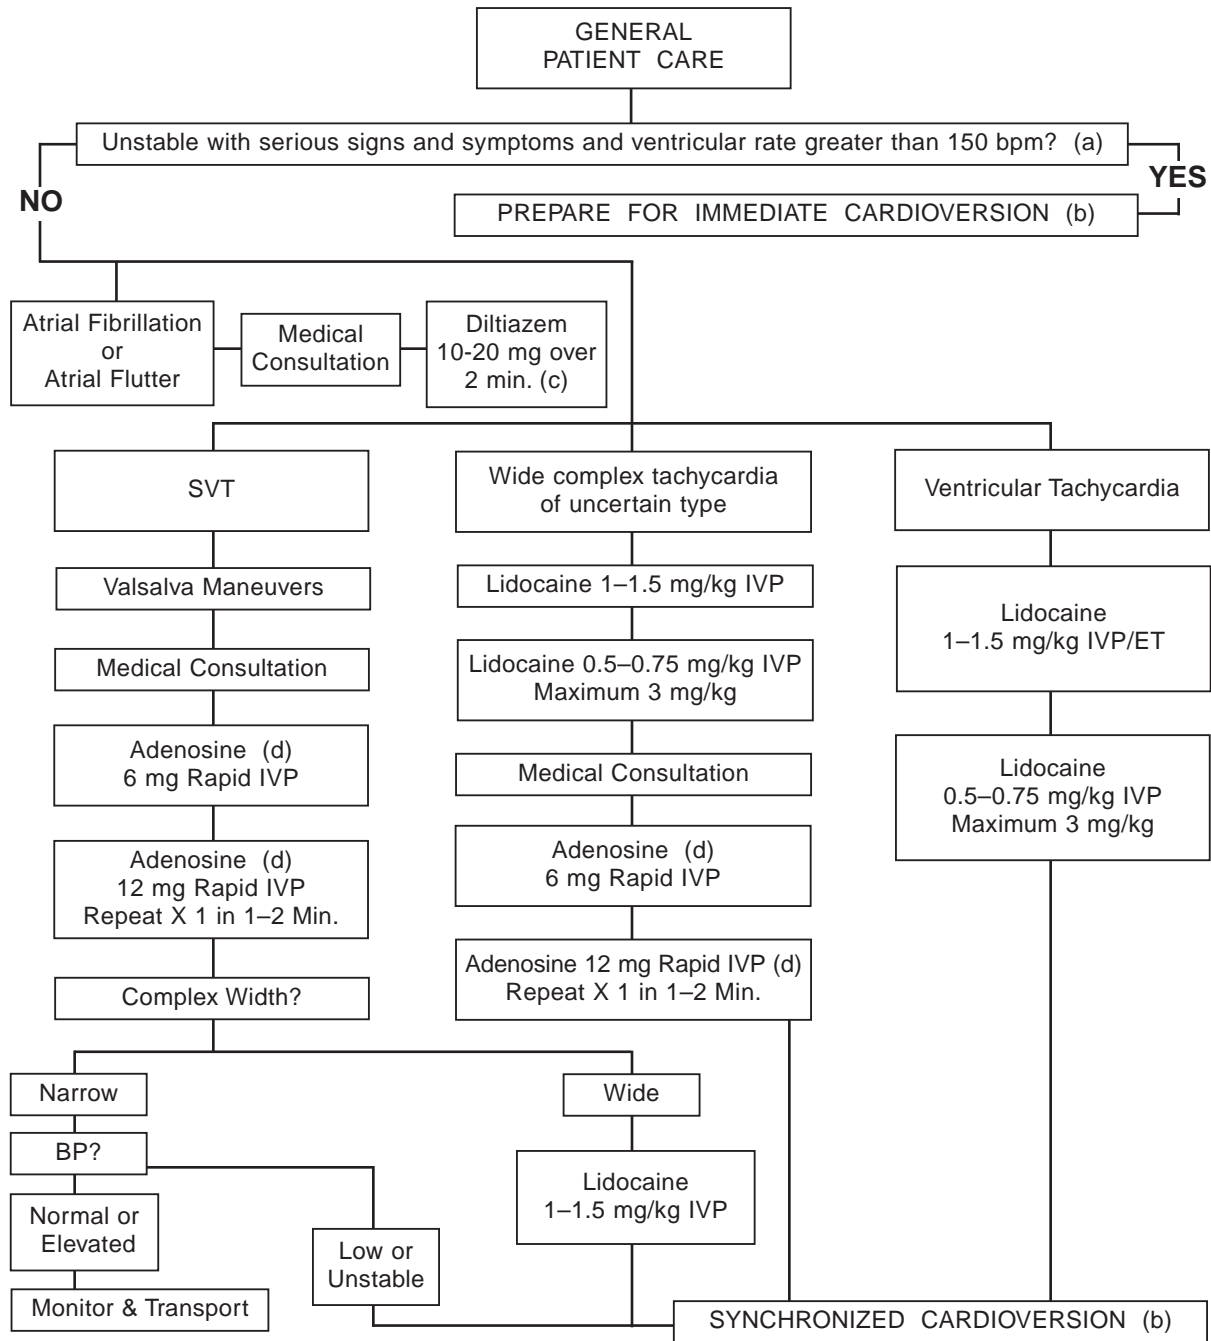 GENERAL
PATIENT CARE
Unstable with serious signs and symptoms and ventricular rate greater than 150 bpm? (a)
NO
YES
PREPARE FOR IMMEDIATE CARDIOVERSION (b)
Atrial Fibrillation
or
Atrial Flutter
Medical
Consultation
Diltiazem
10-20 mg over
2 min. (c)
SVT
Valsalva Maneuvers
Medical Consultation
Adenosine (d)
6 mg Rapid IVP
Adenosine (d)
12 mg Rapid IVP
Repeat X 1 in 1–2 Min.
Complex Width?
Wide complex tachycardia
of uncertain type
Lidocaine 1–1.5 mg/kg IVP
Lidocaine 0.5–0.75 mg/kg IVP
Maximum 3 mg/kg
Medical Consultation
Adenosine (d)
6 mg Rapid IVP
Adenosine 12 mg Rapid IVP (d)
Repeat X 1 in 1–2 Min.
Ventricular Tachycardia
Lidocaine
1–1.5 mg/kg IVP/ET
Lidocaine
0.5–0.75 mg/kg IVP
Maximum 3 mg/kg
Narrow
BP?
Normal or
Elevated
Monitor & Transport
Low or
Unstable
Wide
Lidocaine
1–1.5 mg/kg IVP
SYNCHRONIZED CARDIOVERSION (b)